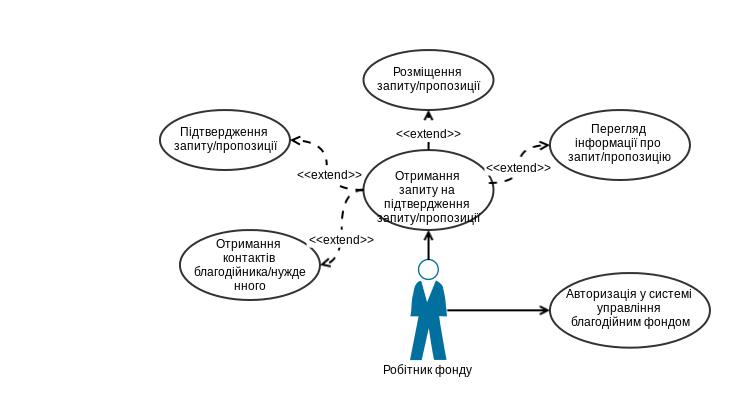 Розміщення
запиту/пропозиції
<<extend>>
Підтвердження
запиту/пропозиції
Перегляд
інформації про
запит/пропозицію
<<extend>>
<<extend>>
Отримання
запиту на
підтвердження
запиту/пропозиції
<<extend>>
Отримання
контактів
благодійника/нужде
нного
Авторизація у системі
управління
благодійним фондом
Робітник фонду